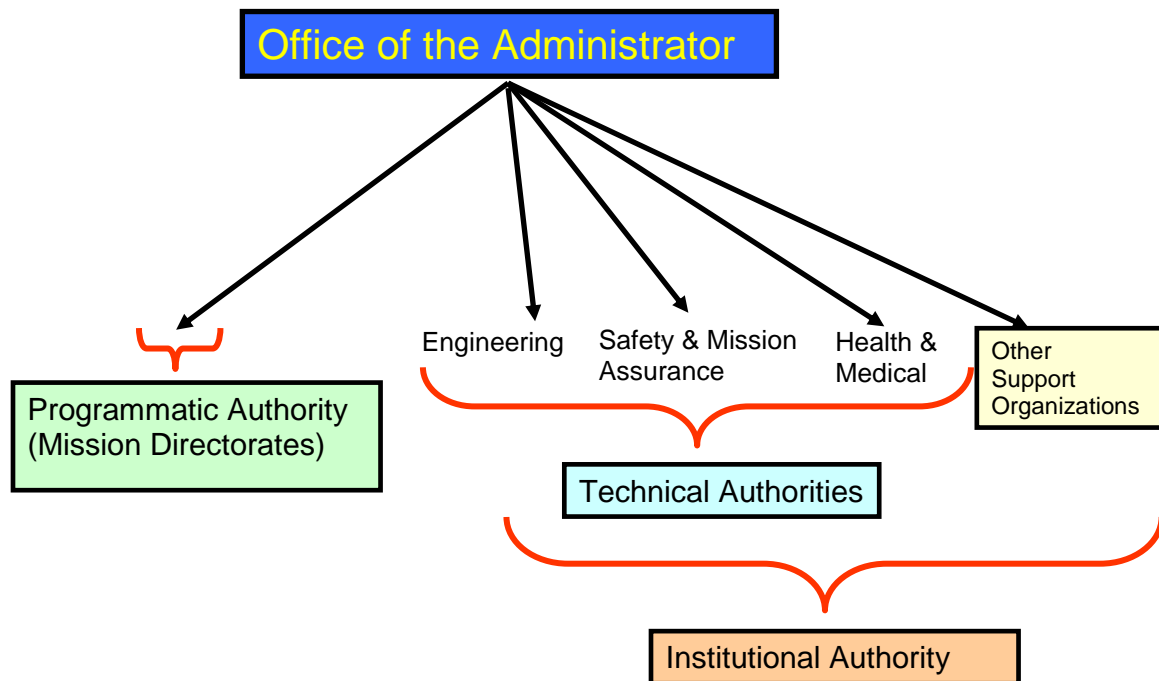 Office of the Administrator
Engineering
Safety & Mission
Assurance
Health &
Medical
Other
Support
Organizations
Programmatic Authority
(Mission Directorates)
Technical Authorities
Institutional Authority